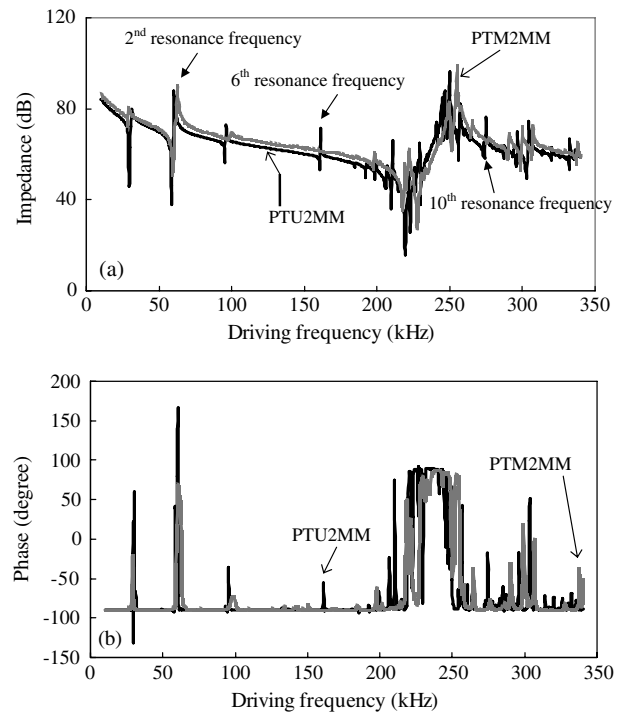 120
2nd resonance frequency
PTM2MM
6th resonance frequency
80
Impedance (dB)
40
PTU2MM
10th resonance frequency
(a)
0
0 50 100 150 200 250 300 350
Driving frequency (kHz)
200
150
100
PTM2MM
50
PTU2MM
Phase (degree)
0
-50
-100
(b)
-150
0 50 100 150 200 250 300 350
Driving frequency (kHz)